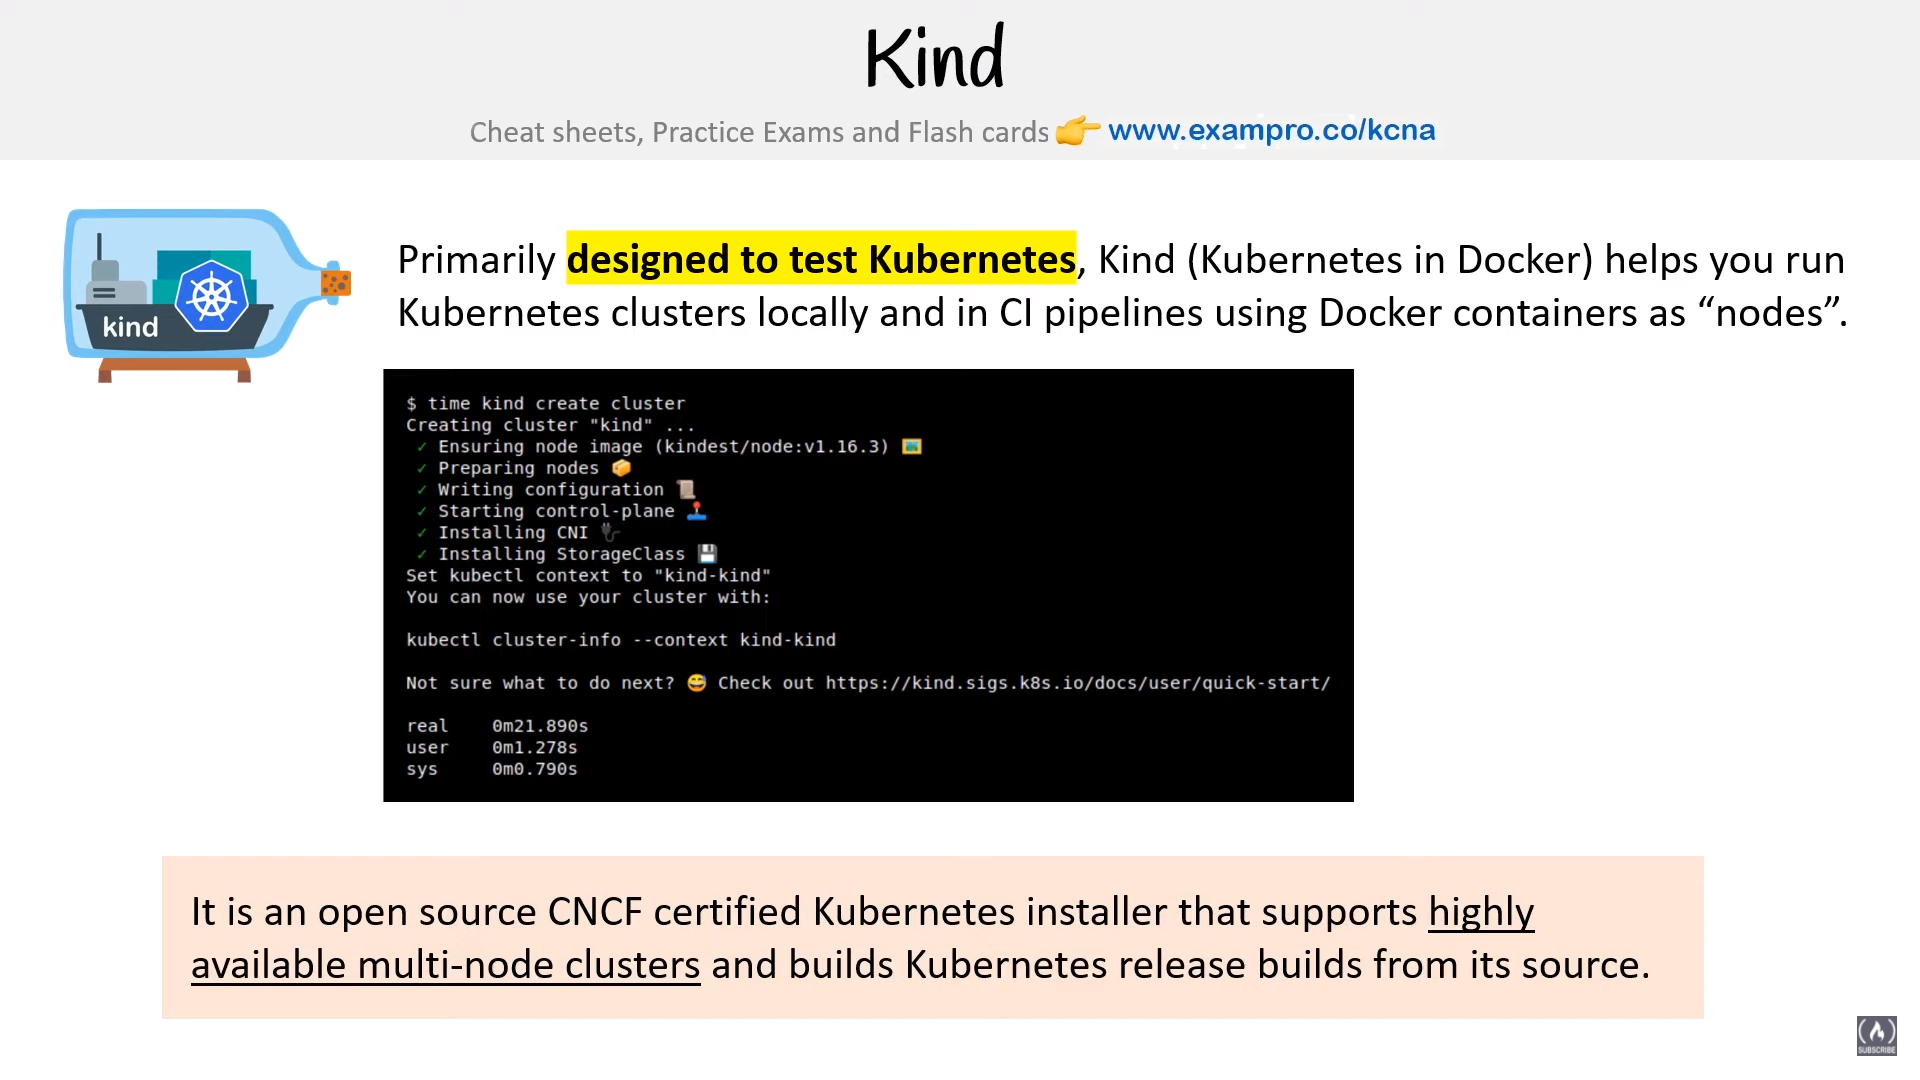 Kind
Cheat sheets, Practice Exams and Flash cards 👉 www.exampro.co/kcna
kind
Primarily designed to test Kubernetes, Kind (Kubernetes in Docker) helps you run
Kubernetes clusters locally and in CI pipelines using Docker containers as “nodes”.
$ time kind create cluster
Creating cluster "kind" ...
✓ Ensuring node image (kindest/node:v1.16.3) 🖼
✓ Preparing nodes 📦
✓ Writing configuration 📜
✓ Starting control-plane 🕹
✓ Installing CNI 🔌
✓ Installing StorageClass 💾
Set kubectl context to "kind-kind"
You can now use your cluster with:
kubectl cluster-info --context kind-kind
Not sure what to do next? 😅 Check out https://kind.sigs.k8s.io/docs/user/quick-start/
real 0m21.890s
user 0m1.278s
sys 0m0.790s
It is an open source CNCF certified Kubernetes installer that supports highly
available multi-node clusters and builds Kubernetes release builds from its source.
SUBSCRIBE